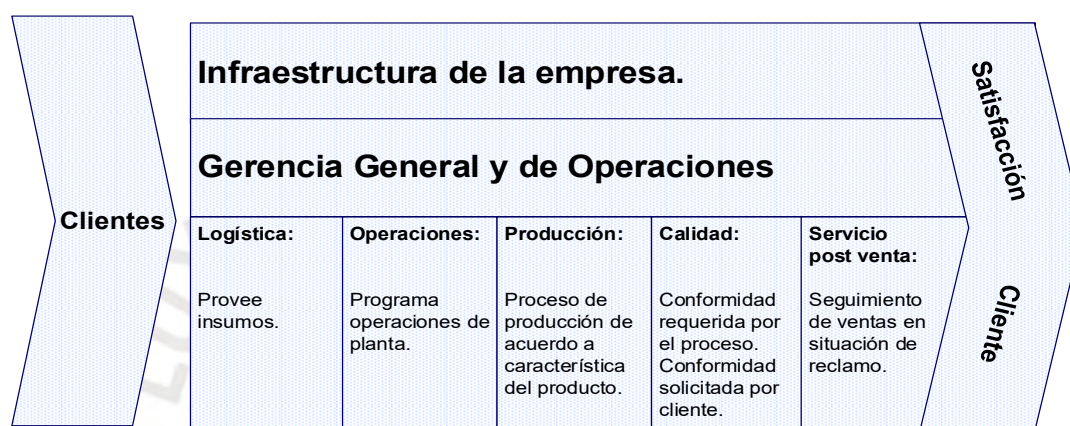 Infraestructura de la empresa.
Gerencia General y de Operaciones
Clientes
Logística:
Provee
insumos.
Operaciones:
Programa
operaciones de
planta.
Producción:
Proceso de
producción de
acuerdo a
característica
del producto.
Calidad:
Conformidad
requerida por
el proceso.
Conformidad
solicitada por
cliente.
Servicio
post venta:
Seguimiento
de ventas en
situación de
reclamo.
Satisfacción
Cliente